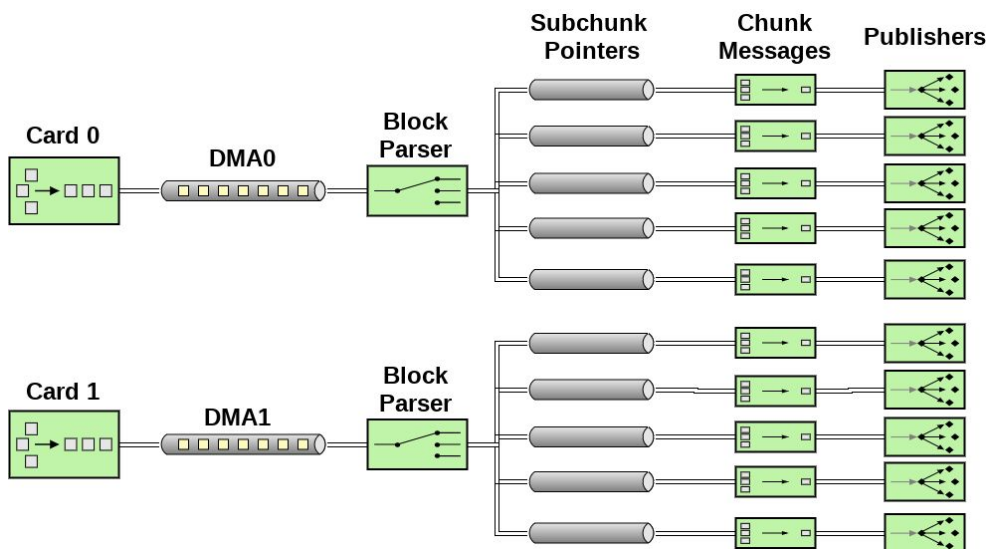 Subchunk
Pointers
Chunk
Messages
Publishers
Card 0
DMA0
Block
Parser
Card 1
DMA1
Block
Parser